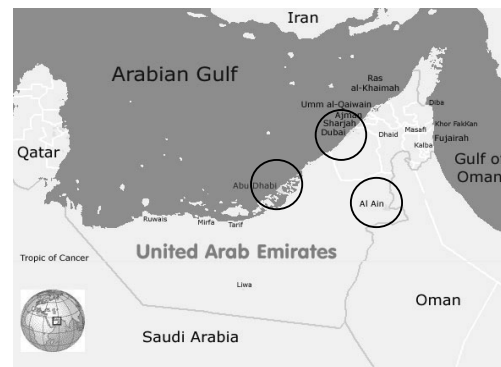 Iran
Arabian Gulf
Ras
al-Khaimah
Umm al-Qaiwain
Ajman
Sharjah
Dubai
Diba
Dhaid
Masafi
Khor FakKan
Kalba
Fujairah
Qatar
Gulf of
Oman
Abu Dhabi
Al Ain
Ruwais
Mirfa
Tarif
United Arab Emirates
Tropic of Cancer
Liwa
Oman
Saudi Arabia